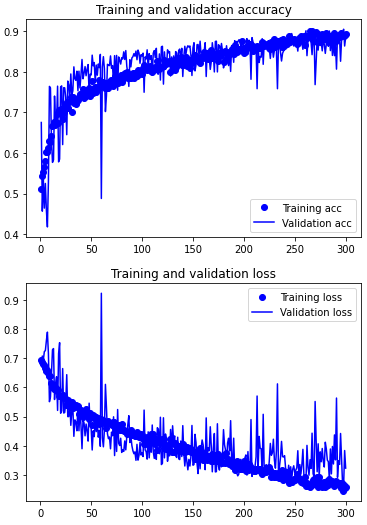 Training and validation accuracy
0.9
0.8
0.7
0.6
0.5
0.4
Training acc
Validation acc
0 50 100 150 200 250 300
Training and validation loss
0.9
0.8
0.7
0.6
0.5
0.4
0.3
Training loss
Validation loss
0 50 100 150 200 250 300